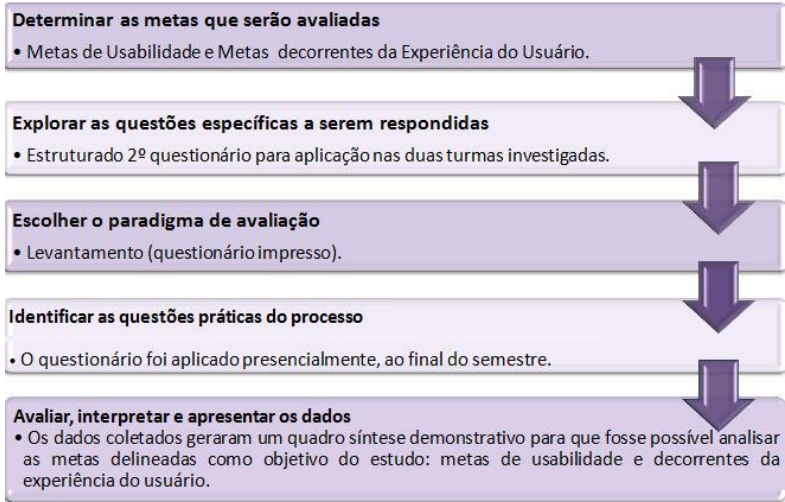 Determinar as metas que serão avaliadas
• Metas de Usabilidade e Metas decorrentes da Experiência do Usuário.
Explorar as questões específicas a serem respondidas
• Estruturado 2º questionário para aplicação nas duas turmas investigadas.
Escolher o paradigma de avaliação
• Levantamento (questionário impresso).
Identificar as questões práticas do processo
• O questionário foi aplicado presencialmente, ao final do semestre.
Avaliar, interpretar e apresentar os dados
• Os dados coletados geraram um quadro síntese demonstrativo para que fosse possível analisar
as metas delineadas como objetivo do estudo: metas de usabilidade e decorrentes da
experiência do usuário.